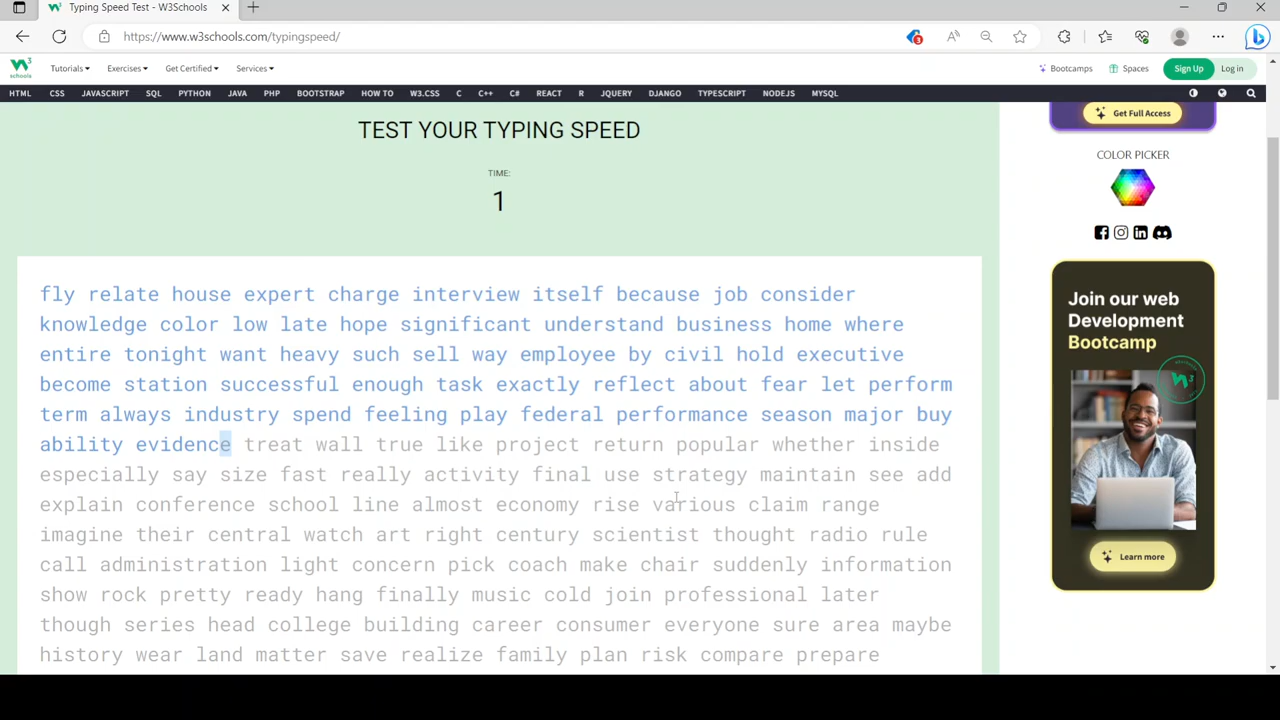 Typing Speed Test - W3Schools
https://www.w3schools.com/typingspeed/
3
W3 schools
Tutorials Exercises Get Certified Services
Bootcamps Spaces Sign Up Log in
HTML CSS JAVASCRIPT SQL PYTHON JAVA PHP BOOTSTRAP HOW TO W3.CSS C C++ C# REACT R JQUERY DJANGO TYPESCRIPT NODEJS MYSQL
TEST YOUR TYPING SPEED
TIME:
1
fly relate house expert charge interview itself because job consider
knowledge color low late hope significant understand business home where
entire tonight want heavy such sell way employee by civil hold executive
become station successful enough task exactly reflect about fear let perform
term always industry spend feeling play federal performance season major buy
ability evidence treat wall true like project return popular whether inside
especially say size fast really activity final use strategy maintain see add
explain conference school line almost economy rise various claim range
imagine their central watch art right century scientist thought radio rule
call administration light concern pick coach make chair suddenly information
show rock pretty ready hang finally music cold join professional later
though series head college building career consumer everyone sure area maybe
history wear land matter save realize family plan risk compare prepare
Get Full Access
COLOR PICKER
Join our web
Development
Bootcamp
W3
Learn more